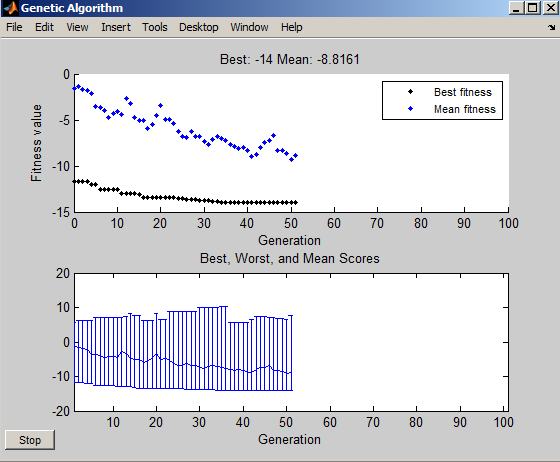 Genetic Algorithm
File Edit View Insert Tools Desktop Window Help
Best: -14 Mean: -8.8161
0
-5
-10
-15
Fitness value
Best fitness
Mean fitness
0 10 20 30 40 50 60 70 80 90 100
Generation
Best, Worst, and Mean Scores
20
10
0
-10
-20
10 20 30 40 50 60 70 80 90 100
Generation
Stop